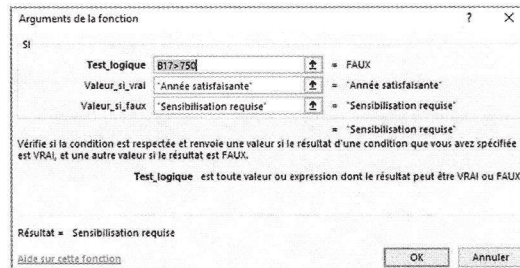 Arguments de la fonction ? X
SI
Test_logique B17>750 = FAUX
Valeur_si_vrai "Année satisfaisante" = "Année satisfaisante"
Valeur_si_faux "Sensibilisation requise" = "Sensibilisation requise"
= "Sensibilisation requise"
Vérifie si la condition est respectée et renvoie une valeur si le résultat d'une condition que vous avez spécifiée
est VRAI, et une autre valeur si le résultat est FAUX.
Test_logique est toute valeur ou expression dont le résultat peut être VRAI ou FAUX
Résultat = Sensibilisation requise
Aide sur cette fonction OK Annuler